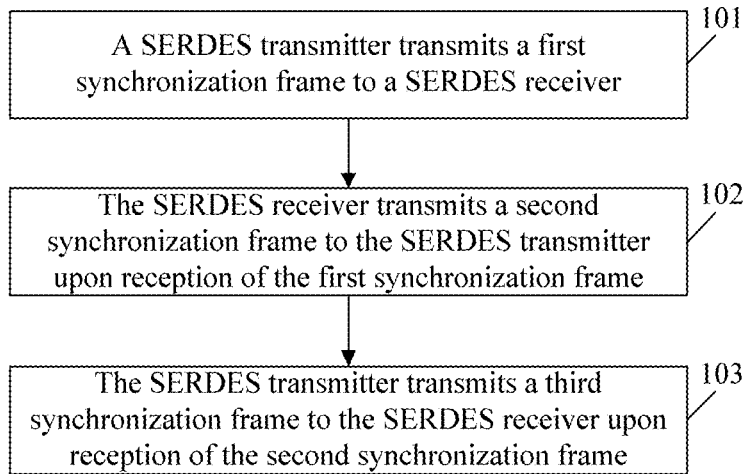 101
A SERDES transmitter transmits a first
synchronization frame to a SERDES receiver
102
The SERDES receiver transmits a second
synchronization frame to the SERDES transmitter
upon reception of the first synchronization frame
103
The SERDES transmitter transmits a third
synchronization frame to the SERDES receiver upon
reception of the second synchronization frame